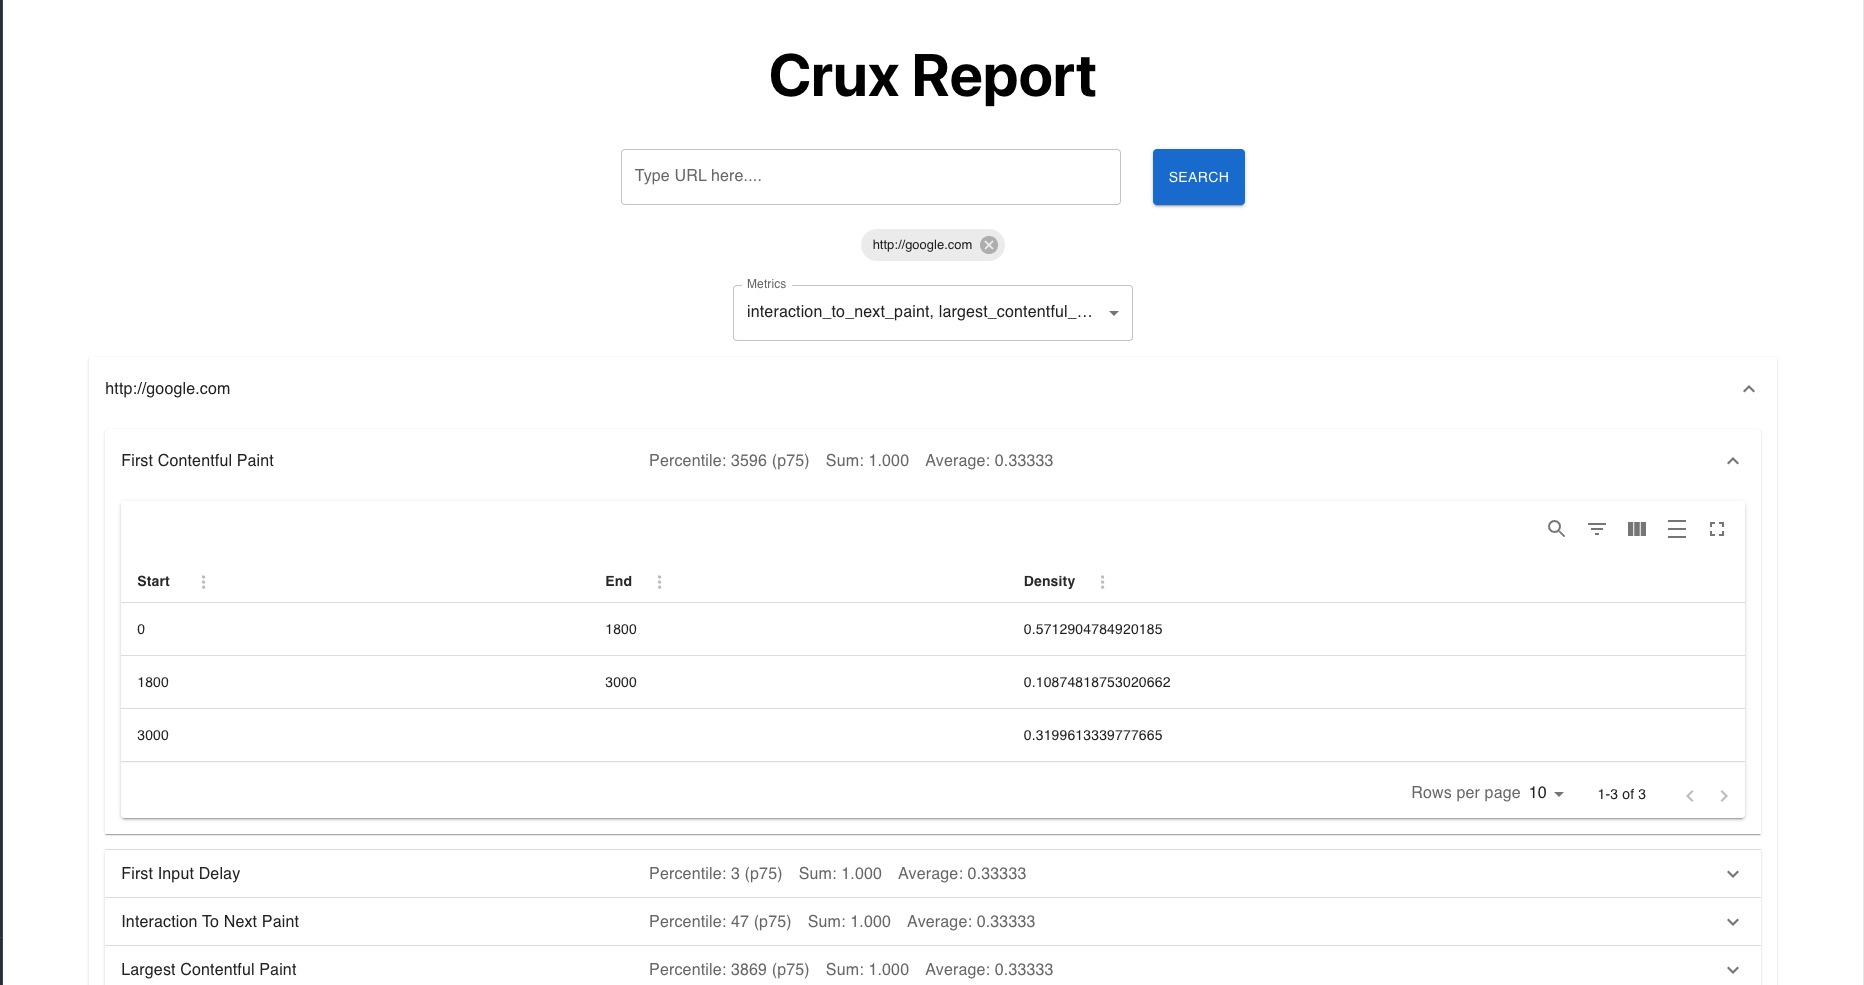 Crux Report
Type URL here....
SEARCH
http://google.com
Metrics
interaction_to_next_paint, largest_contentful_...
http://google.com
First Contentful Paint Percentile: 3596 (p75) Sum: 1.000 Average: 0.33333
Start End Density
0 1800 0.5712904784920185
1800 3000 0.10874818753020662
3000 0.3199613339777665
Rows per page 10 1-3 of 3
First Input Delay Percentile: 3 (p75) Sum: 1.000 Average: 0.33333
Interaction To Next Paint Percentile: 47 (p75) Sum: 1.000 Average: 0.33333
Largest Contentful Paint Percentile: 3869 (p75) Sum: 1.000 Average: 0.33333